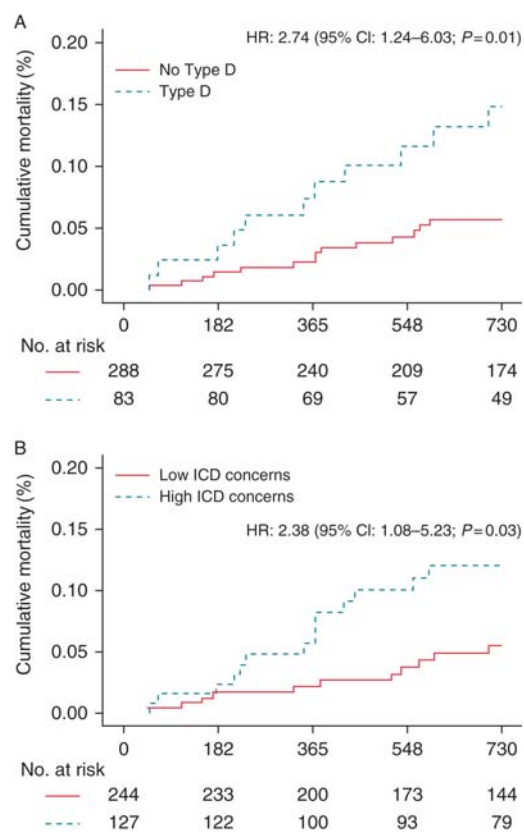 A
HR: 2.74 (95% CI: 1.24–6.03; P=0.01)
No Type D
Type D
Cumulative mortality (%)
0.20
0.15
0.10
0.05
0.00
0 182 365 548 730
No. at risk
288 275 240 209 174
83 80 69 57 49
B
Low ICD concerns
High ICD concerns
HR: 2.38 (95% CI: 1.08–5.23; P=0.03)
Cumulative mortality (%)
0.20
0.15
0.10
0.05
0.00
0 182 365 548 730
No. at risk
244 233 200 173 144
127 122 100 93 79